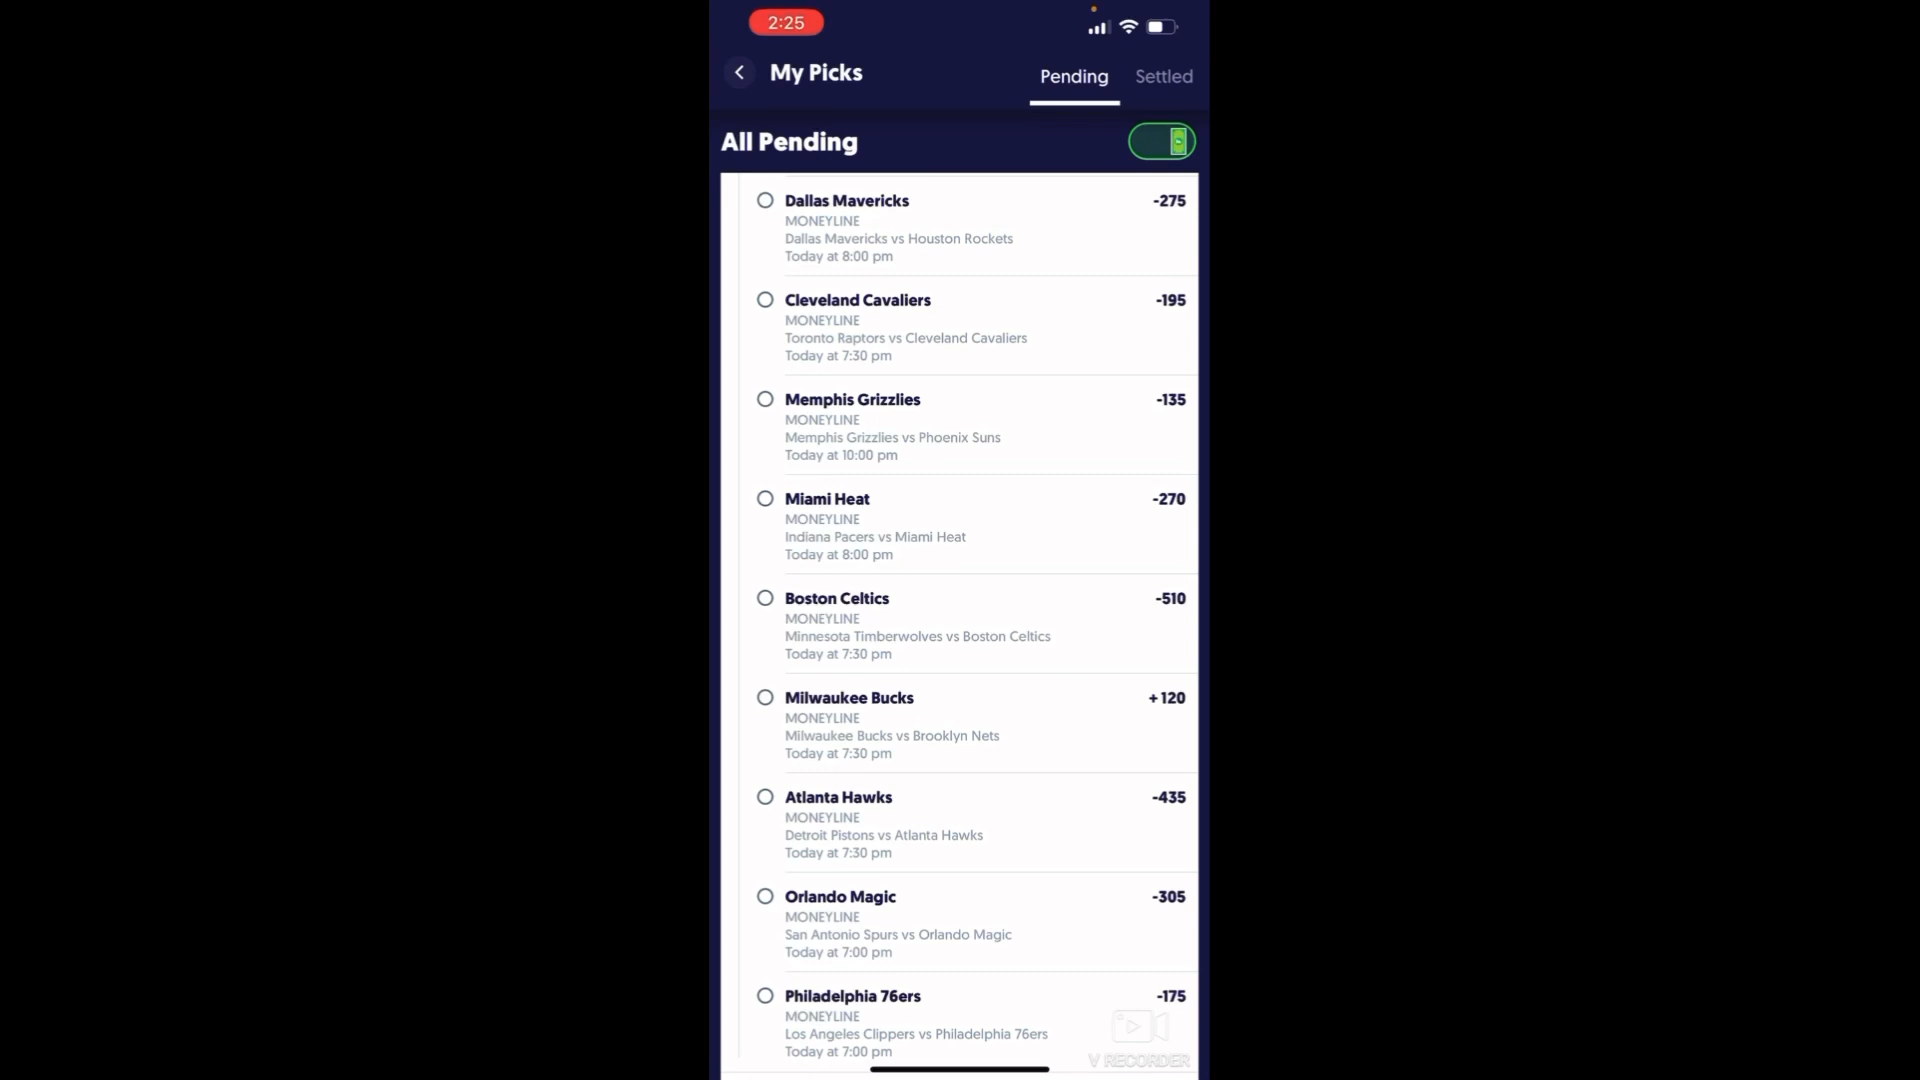 2:25
My Picks
Pending
Settled
All Pending
Dallas Mavericks -275
MONEYLINE
Dallas Mavericks vs Houston Rockets
Today at 8:00 pm
Cleveland Cavaliers -195
MONEYLINE
Toronto Raptors vs Cleveland Cavaliers
Today at 7:30 pm
Memphis Grizzlies -135
MONEYLINE
Memphis Grizzlies vs Phoenix Suns
Today at 10:00 pm
Miami Heat -270
MONEYLINE
Indiana Pacers vs Miami Heat
Today at 8:00 pm
Boston Celtics -510
MONEYLINE
Minnesota Timberwolves vs Boston Celtics
Today at 7:30 pm
Milwaukee Bucks +120
MONEYLINE
Milwaukee Bucks vs Brooklyn Nets
Today at 7:30 pm
Atlanta Hawks -435
MONEYLINE
Detroit Pistons vs Atlanta Hawks
Today at 7:30 pm
Orlando Magic -305
MONEYLINE
San Antonio Spurs vs Orlando Magic
Today at 7:00 pm
Philadelphia 76ers -175
MONEYLINE
Los Angeles Clippers vs Philadelphia 76ers
Today at 7:00 pm
V RECORDER